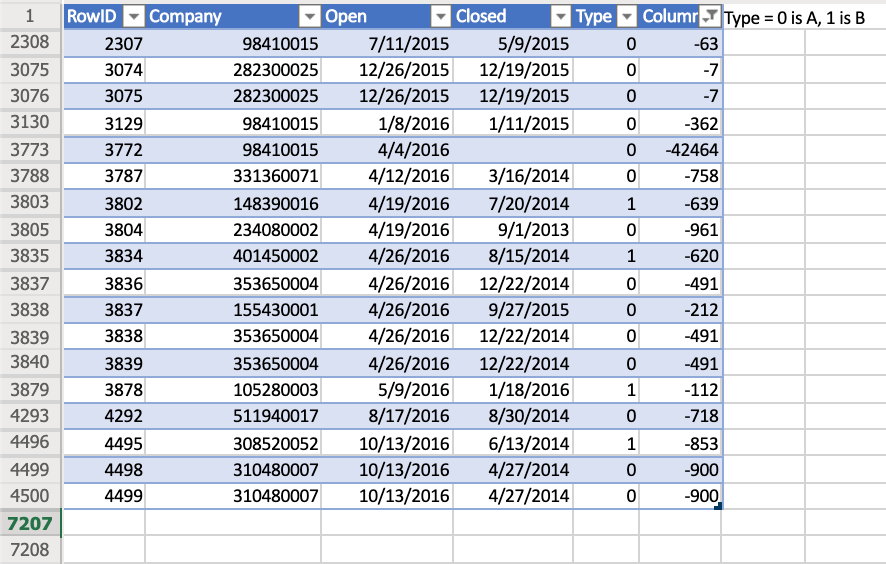 1 RowID Company Open Closed Type Column Type = 0 is A, 1 is B
2308 2307 98410015 7/11/2015 5/9/2015 0 -63
3075 3074 282300025 12/26/2015 12/19/2015 0 -7
3076 3075 282300025 12/26/2015 12/19/2015 0 -7
3130 3129 98410015 1/8/2016 1/11/2015 0 -362
3773 3772 98410015 4/4/2016 0 -42464
3788 3787 331360071 4/12/2016 3/16/2014 0 -758
3803 3802 148390016 4/19/2016 7/20/2014 1 -639
3805 3804 234080002 4/19/2016 9/1/2013 0 -961
3835 3834 401450002 4/26/2016 8/15/2014 1 -620
3837 3836 353650004 4/26/2016 12/22/2014 0 -491
3838 3837 155430001 4/26/2016 9/27/2015 0 -212
3839 3838 353650004 4/26/2016 12/22/2014 0 -491
3840 3839 353650004 4/26/2016 12/22/2014 0 -491
3879 3878 105280003 5/9/2016 1/18/2016 1 -112
4293 4292 511940017 8/17/2016 8/30/2014 0 -718
4496 4495 308520052 10/13/2016 6/13/2014 1 -853
4499 4498 310480007 10/13/2016 4/27/2014 0 -900
4500 4499 310480007 10/13/2016 4/27/2014 0 -900
7207
7208